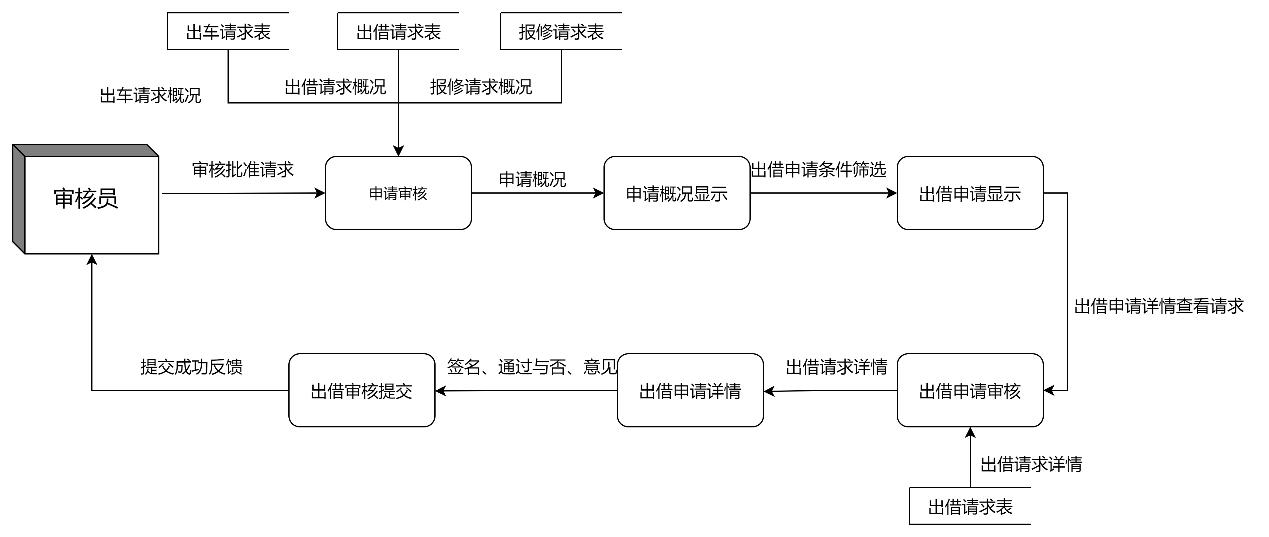 出车请求表
出借请求表
报修请求表
出车请求概况
出借请求概况
报修请求概况
审核员
审核批准请求
申请审核
申请概况
申请概况显示
出借申请条件筛选
出借申请显示
出借申请详情查看请求
提交成功反馈
出借审核提交
签名、通过与否、意见
出借申请详情
出借请求详情
出借申请审核
出借请求详情
出借请求表